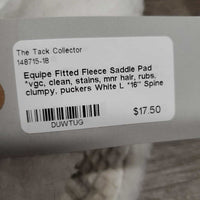 The Tack Collector
148715-18
Equipe Fitted Fleece Saddle Pad
*vgc, clean, stains, mnr hair, rubs,
clumpy, puckers White L *16" Spine
$17.50
DUWTUG